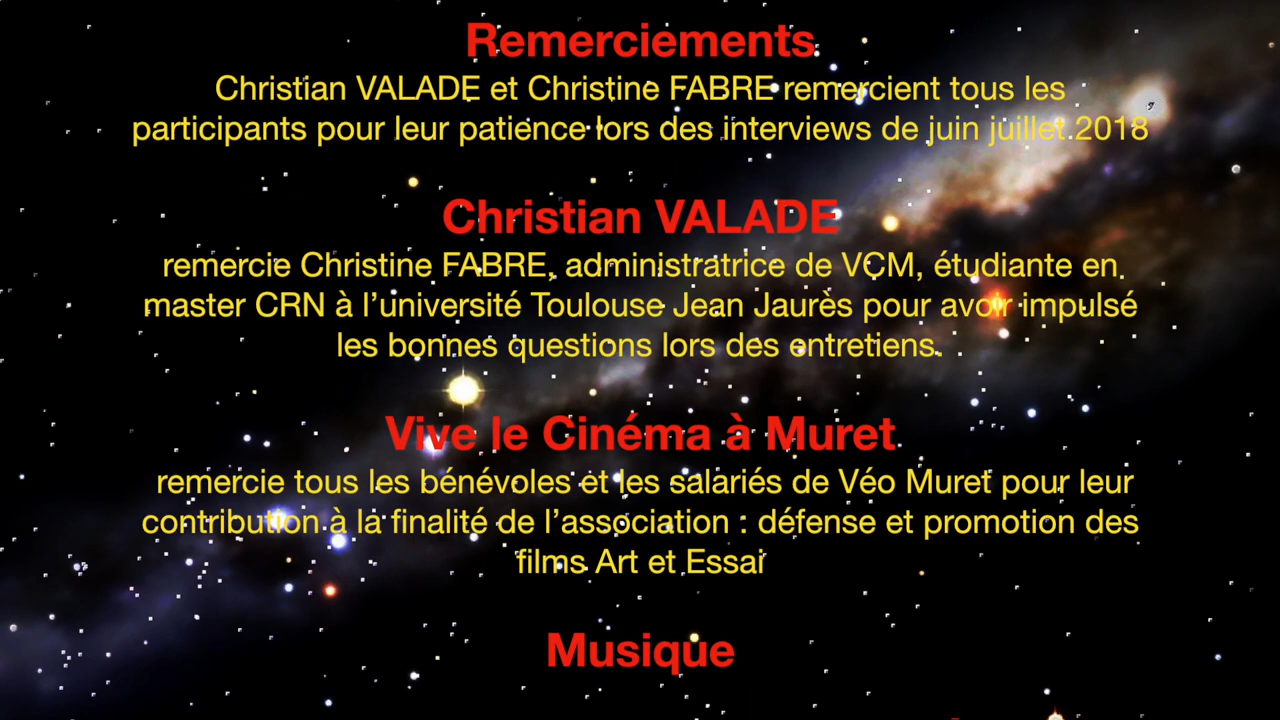 Remerciements
Christian VALADE et Christine FABRE remercient tous les
participants pour leur patience lors des interviews de juin juillet 2018
Christian VALADE
remercie Christine FABRE, administratrice de VCM, étudiante en
master CRN à l’université Toulouse Jean Jaurès pour avoir impulsé
les bonnes questions lors des entretiens.
Vive le Cinéma à Muret
remercie tous les bénévoles et les salariés de Véo Muret pour leur
contribution à la finalité de l’association : défense et promotion des
films Art et Essai
Musique